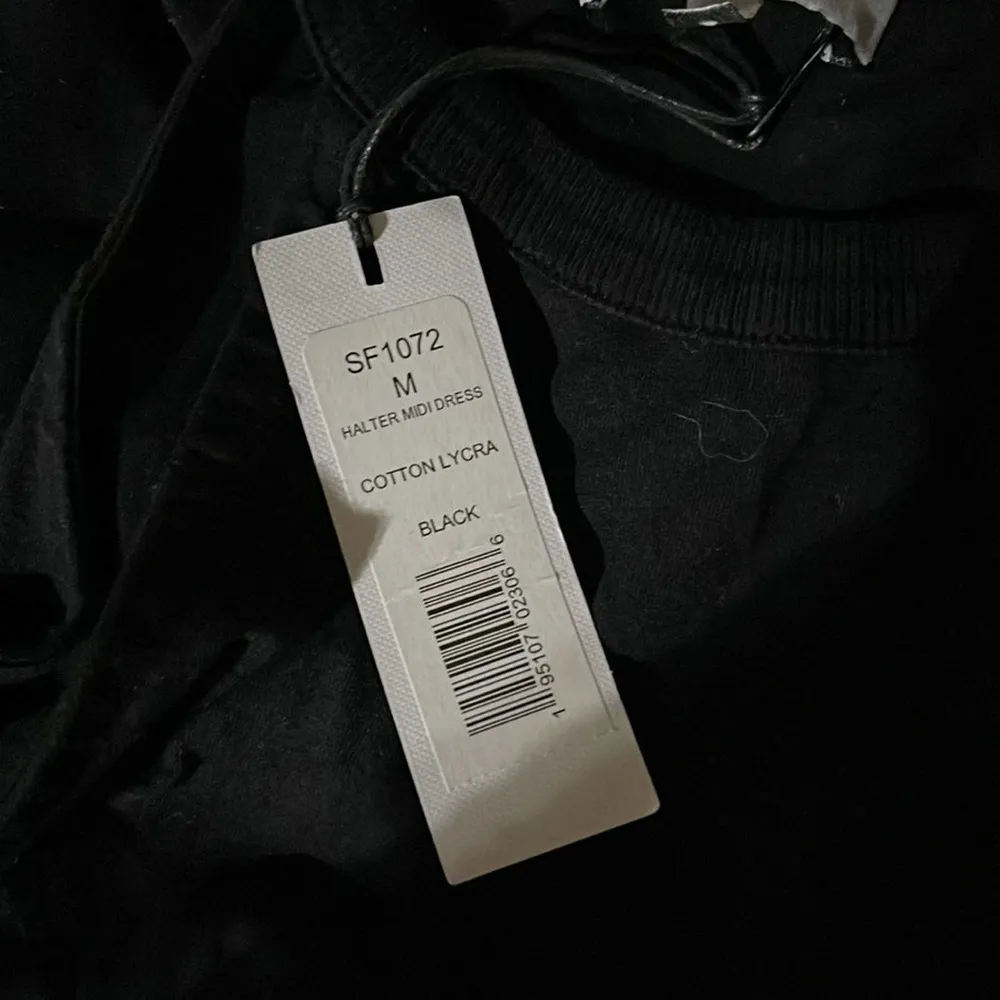 SF1072
M
HALTER MIDI DRESS
COTTON LYCRA
BLACK
1 95107 02306 6